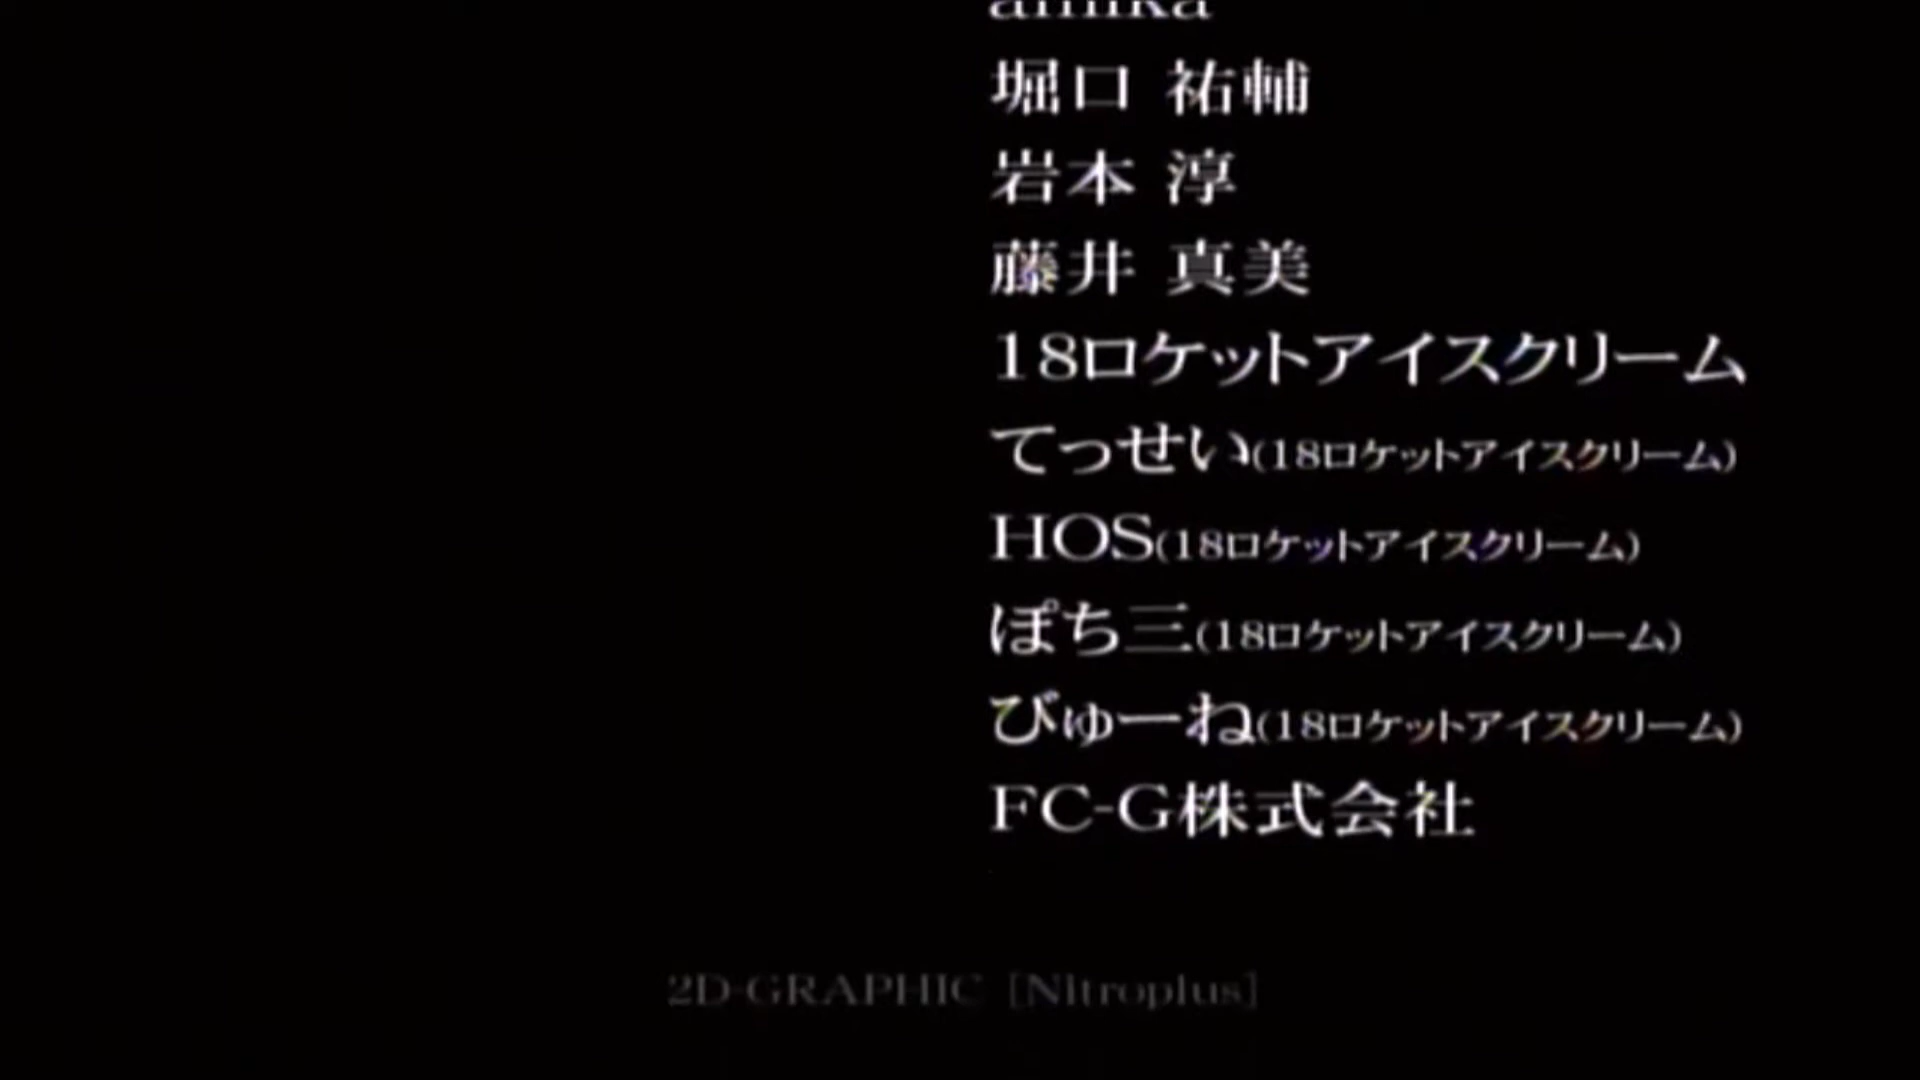 堀口 祐輔
岩本 淳
藤井 真美
18ロケットアイスクリーム
てっせい(18ロケットアイスクリーム)
HOS(18ロケットアイスクリーム)
ぽち三(18ロケットアイスクリーム)
びゅーね(18ロケットアイスクリーム)
FC-G株式会社
2D-GRAPHIC [Nitroplus]